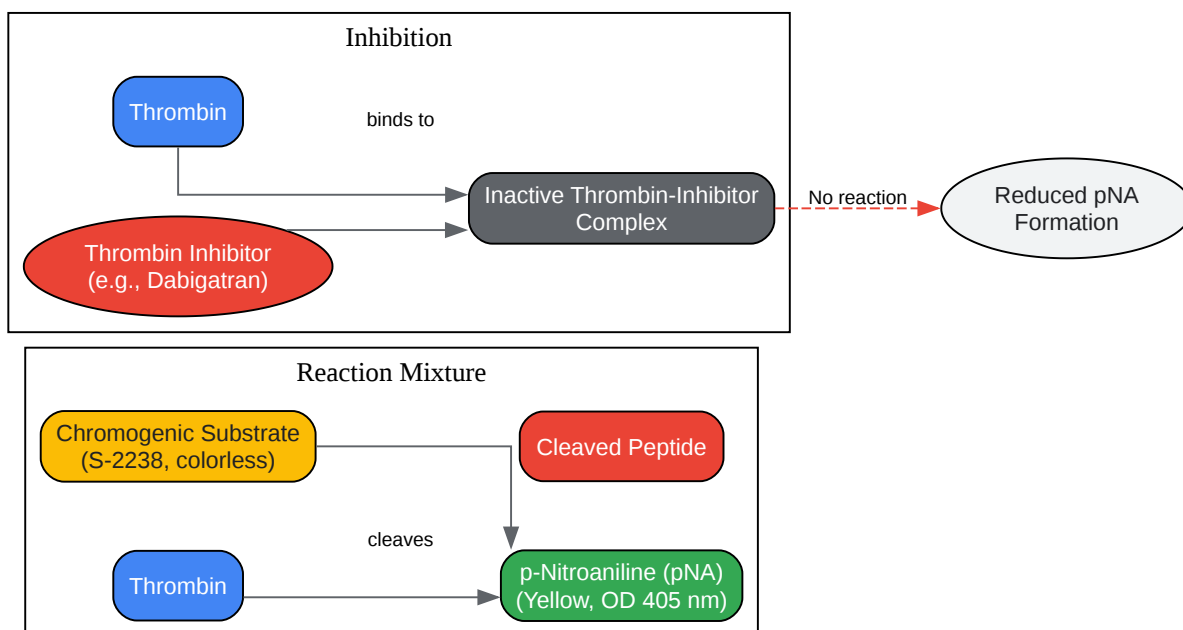 Inhibition
Thrombin
binds to
Inactive Thrombin-Inhibitor
Complex
No reaction
Reduced pNA
Formation
Thrombin Inhibitor
(e.g., Dabigatran)
Reaction Mixture
Chromogenic Substrate
(S-2238, colorless)
Cleaved Peptide
cleaves
Thrombin
p-Nitroaniline (pNA)
(Yellow, OD 405 nm)